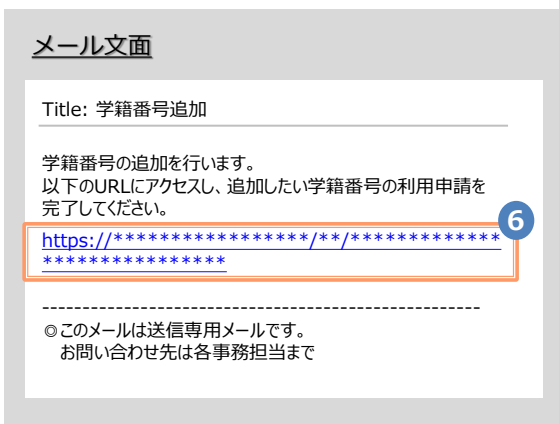 メール文面
Title: 学籍番号追加
学籍番号の追加を行います。
以下のURLにアクセスし、追加したい学籍番号の利用申請を
完了してください。
6
https://*****************/**/*************
****************
------------------------------------------------------
◎このメールは送信専用メールです。
お問い合わせ先は各事務担当まで